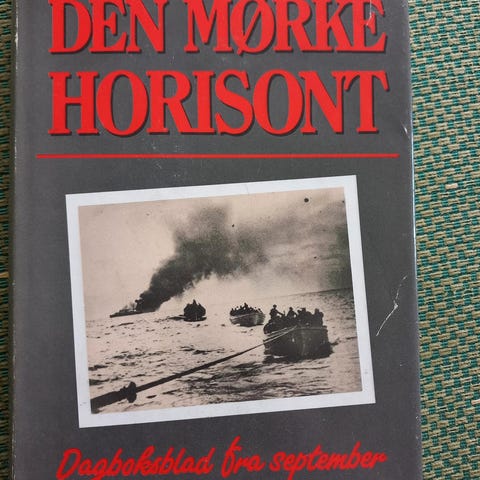 DEN MØRKE
HORISONT
Dagboksblad fra september